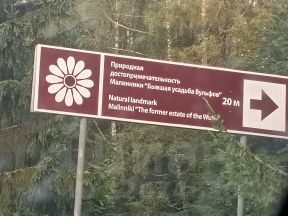 Природная
достопримечательность
Малинники "Бывшая усадьба Вульфов"
20 м
Natural landmark
Malinniki "The former estate of the